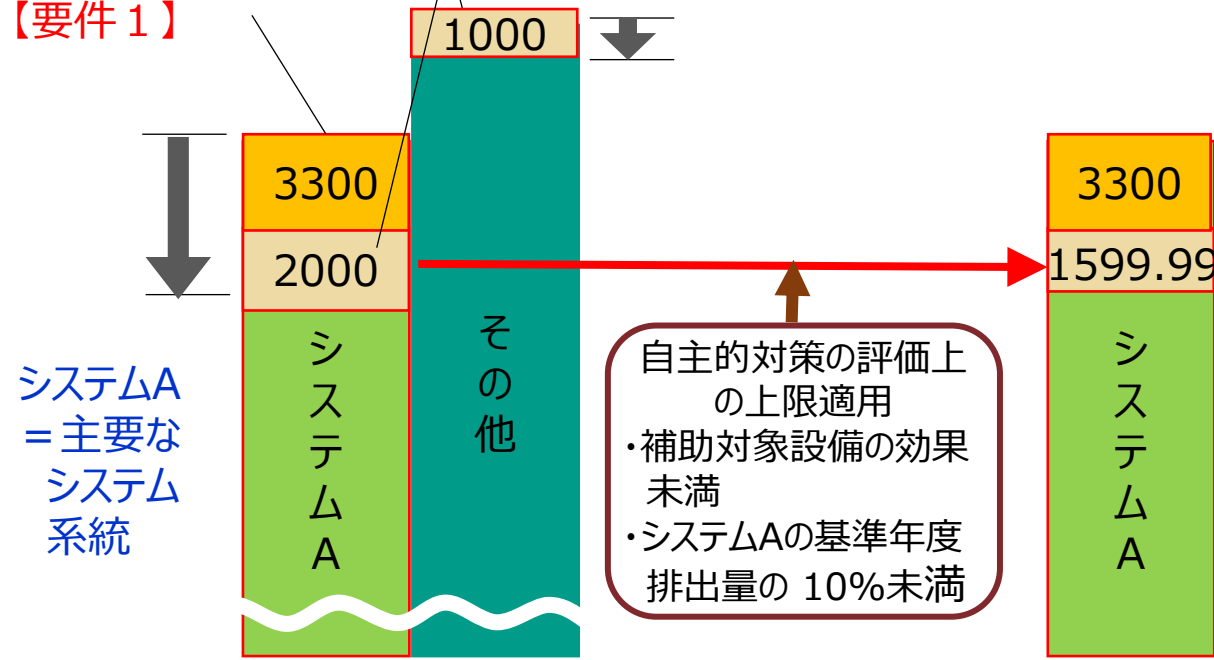 【要件１】
1000
3300
2000
3300
1599.99
システムA
＝主要な
システム
系統
システムA
その他
自主的対策の評価上
の上限適用
・補助対象設備の効果
未満
・システムAの基準年度
排出量の 10%未満
システムA